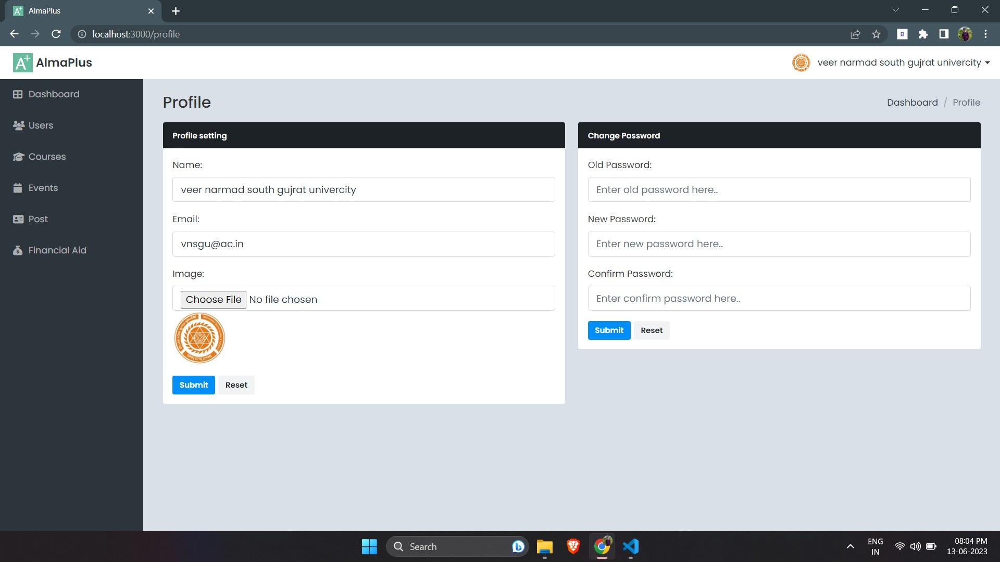 AlmaPlus
localhost:3000/profile
B
A+ AlmaPlus
veer narmad south gujrat univercity
Dashboard
Users
Courses
Events
Post
Financial Aid
Profile
Dashboard / Profile
Profile setting
Name:
veer narmad south gujrat univercity
Email:
vnsgu@ac.in
Image:
Choose File No file chosen
Submit Reset
Change Password
Old Password:
Enter old password here..
New Password:
Enter new password here..
Confirm Password:
Enter confirm password here..
Submit Reset
Search
ENG
IN
08:04 PM
13-06-2023